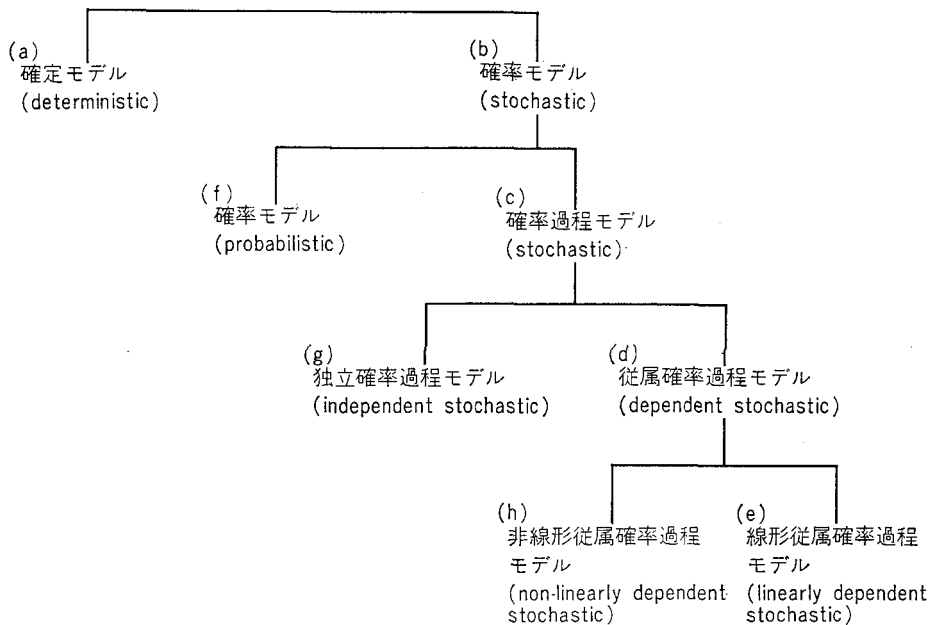 (a)
確定モデル
(deterministic)
(b)
確率モデル
(stochastic)
(f)
確率モデル
(probabilistic)
(c)
確率過程モデル
(stochastic)
(g)
独立確率過程モデル
(independent stochastic)
(d)
従属確率過程モデル
(dependent stochastic)
(h)
非線形従属確率過程
モデル
(non-linearly dependent
stochastic)
(e)
線形従属確率過程
モデル
(linearly dependent
stochastic)